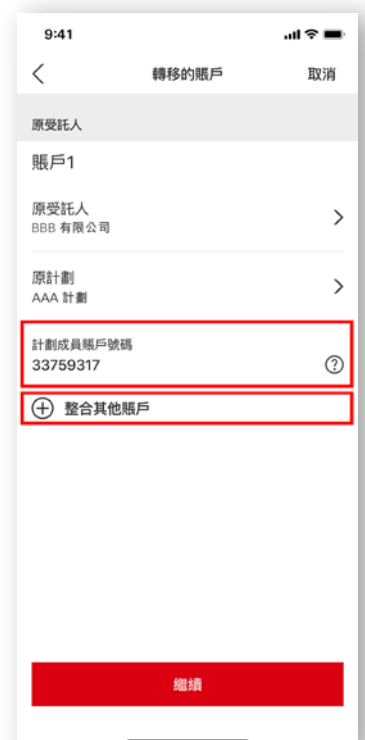 9:41
轉移的賬戶 取消
原受託人
賬戶1
原受託人
BBB 有限公司
原計劃
AAA 計劃
計劃成員賬戶號碼
33759317
整合其他賬戶
繼續